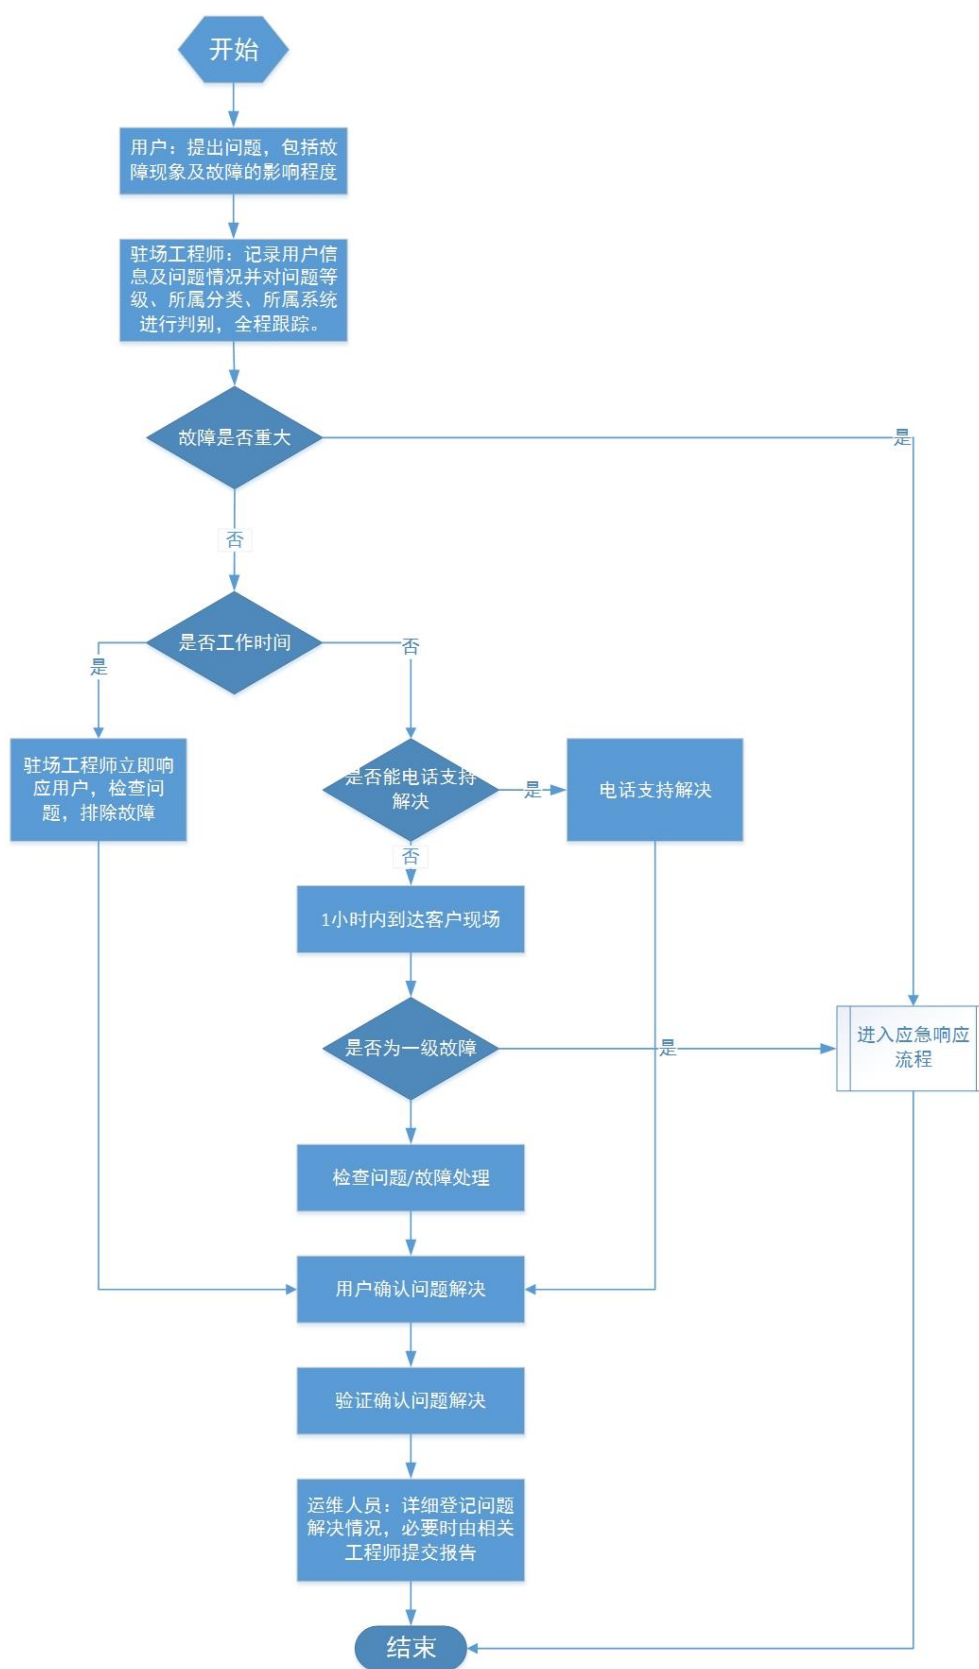 开始
用户：提出问题，包括故
障现象及故障的影响程度
驻场工程师：记录用户信
息及问题情况并对问题等
级、所属分类、所属系统
进行判别，全程跟踪。
故障是否重大
是
否
是否工作时间
是
否
驻场工程师立即响
应用户，检查问
题，排除故障
是否能电话支持
解决
是
电话支持解决
否
1小时内到达客户现场
是否为一级故障
是
进入应急响应
流程
检查问题/故障处理
用户确认问题解决
验证确认问题解决
运维人员：详细登记问题
解决情况，必要时由相关
工程师提交报告
结束